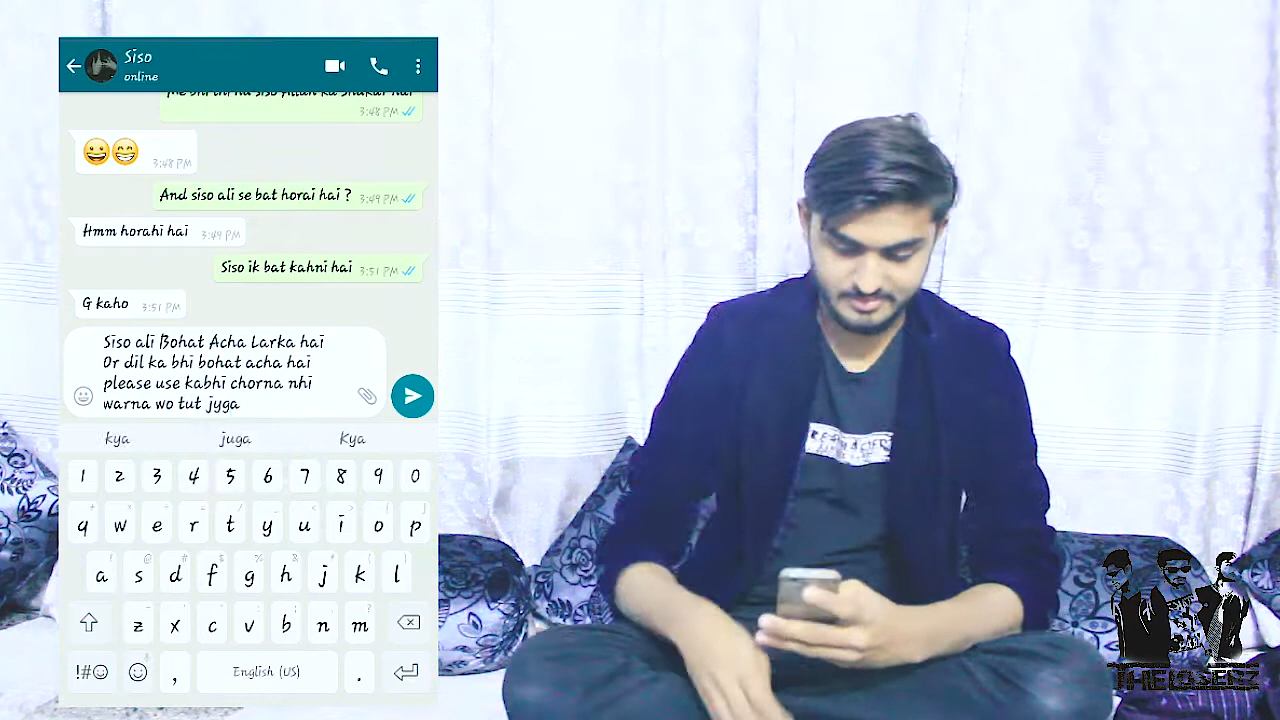 Siso
online
3:48 PM
3:48 PM
And siso ali se bat horai hai ? 3:49 PM
Hmm horahi hai 3:49 PM
Siso ik bat kahni hai 3:51 PM
G kaho 3:51 PM
Siso ali Bohat Acha Larka hai
Or dil ka bhi bohat acha hai
please use kabhi chorna nhi
warna wo tut jyga
kya juga Kya
1 2 3 4 5 6 7 8 9 0
q w e r t y u i o p
a s d f g h j k l
z x c v b n m
!#☺ , English (US) .